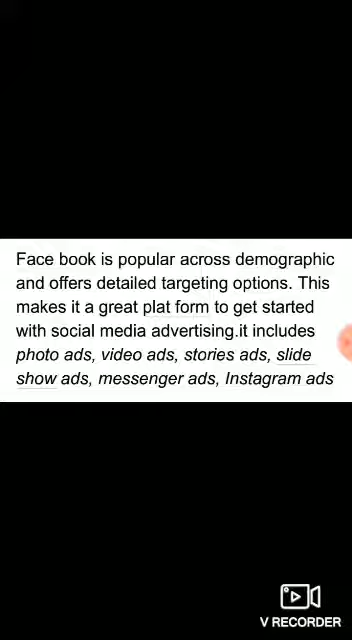 Face book is popular across demographic
and offers detailed targeting options. This
makes it a great plat form to get started
with social media advertising.it includes
photo ads, video ads, stories ads, slide
show ads, messenger ads, Instagram ads
V RECORDER